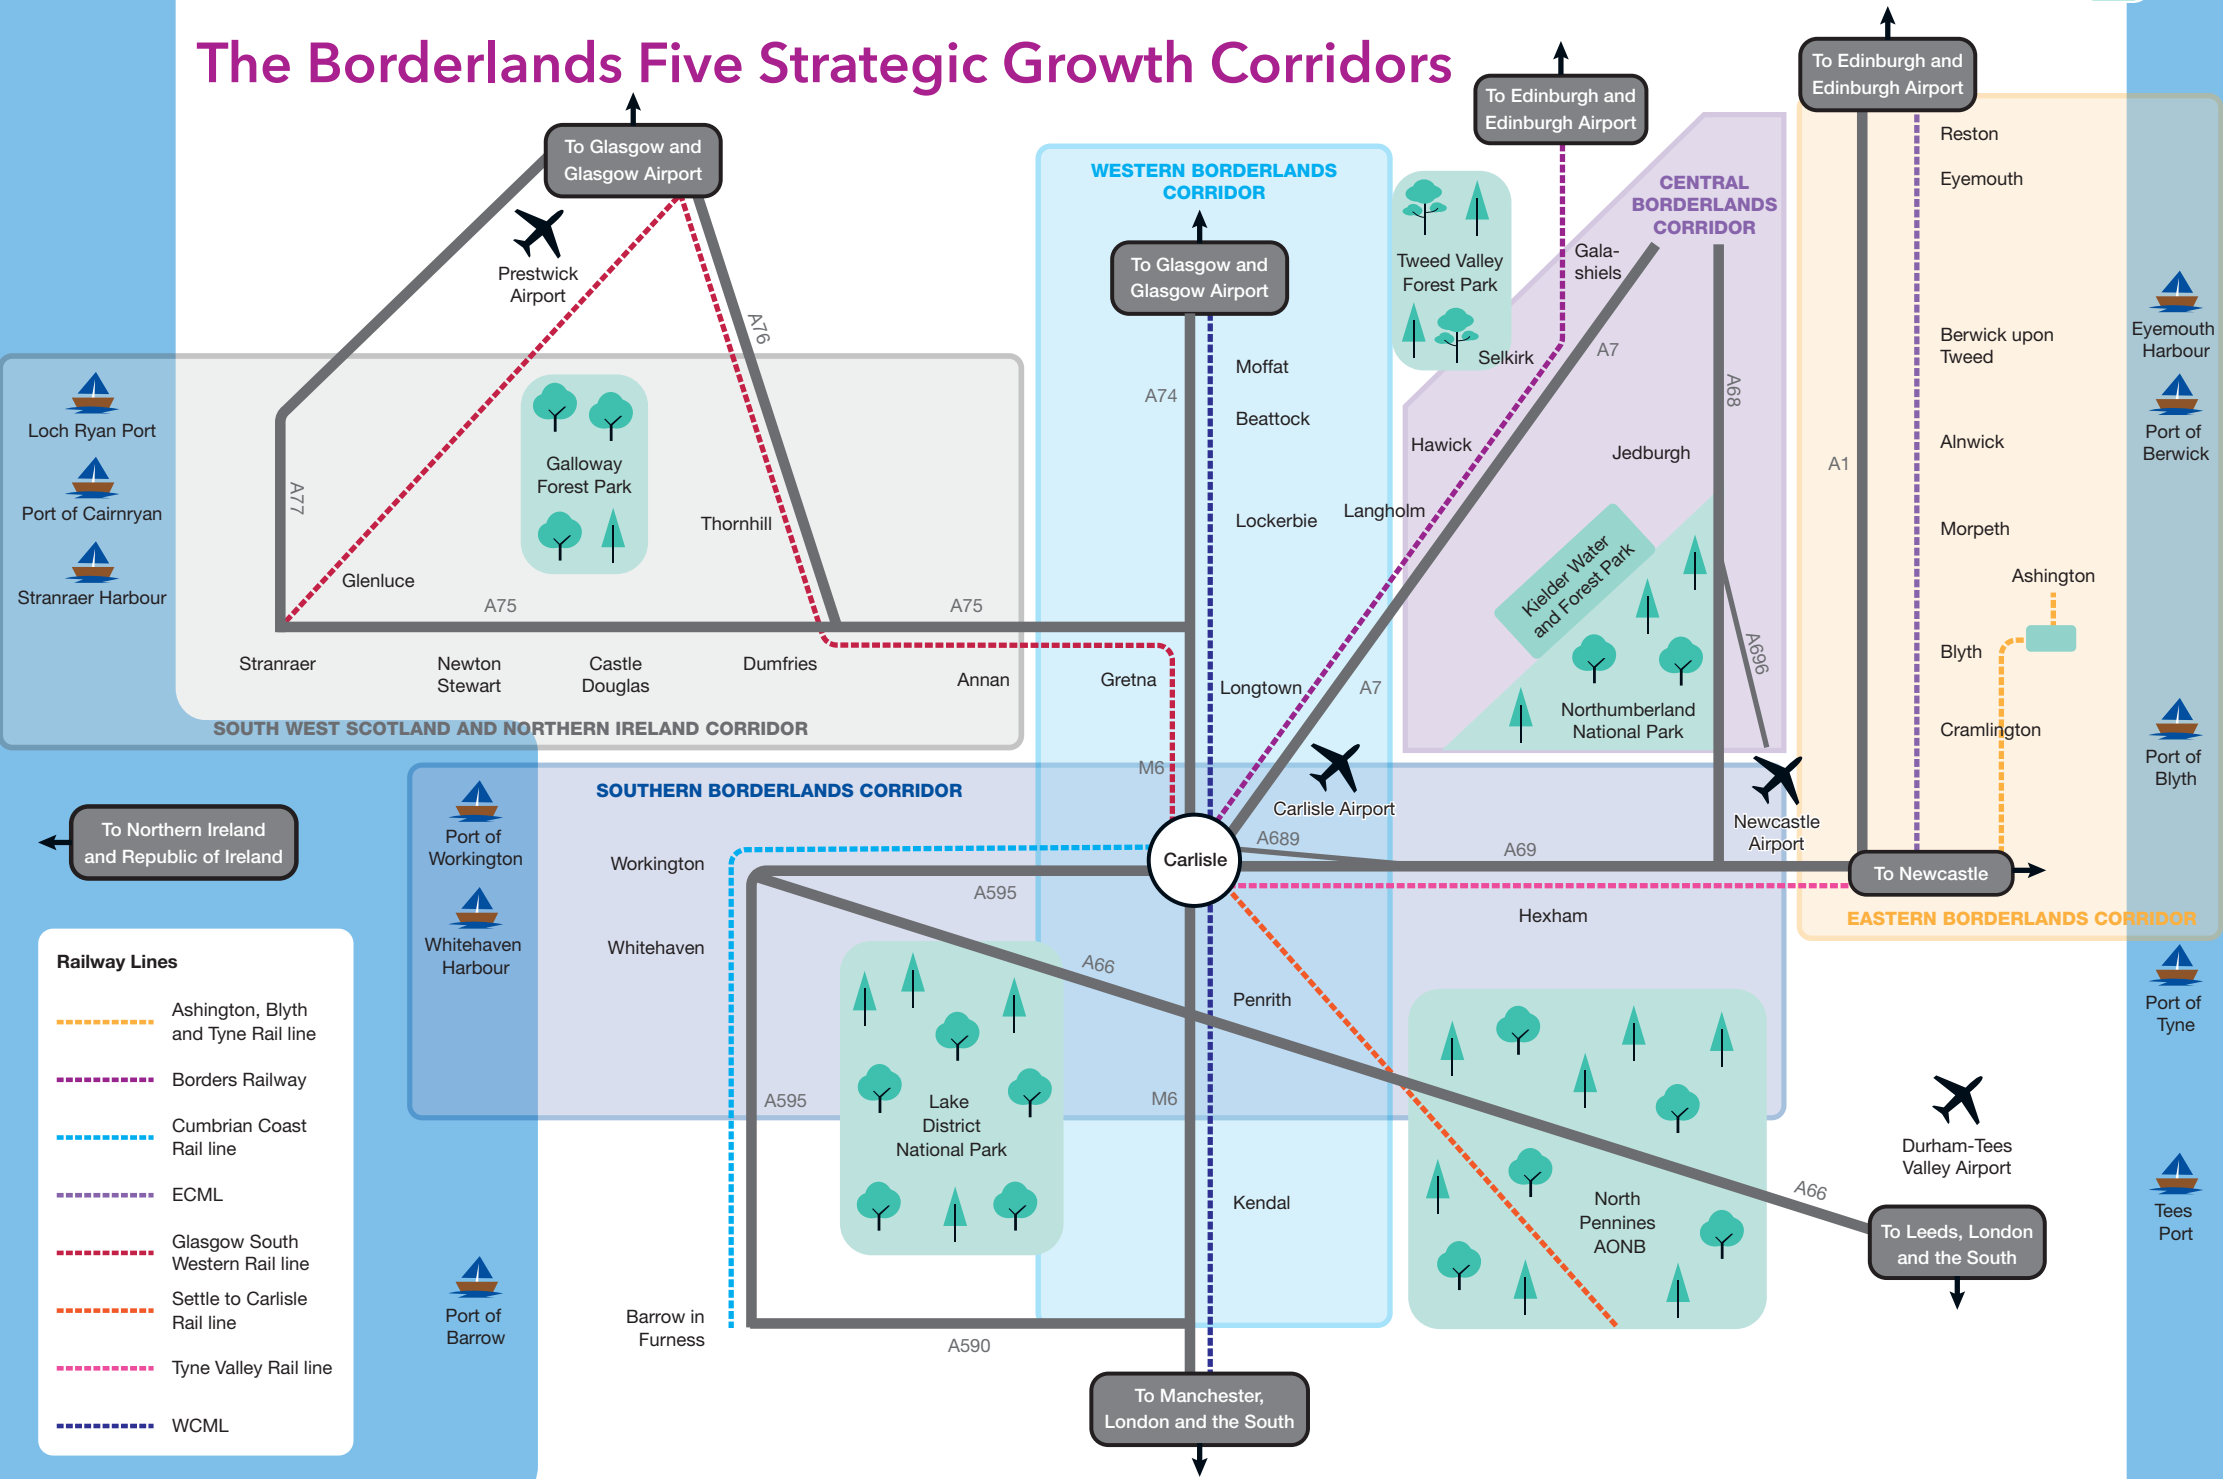 The Borderlands Five Strategic Growth Corridors
To Glasgow and
Glasgow Airport
Prestwick
Airport
A76
A77
Loch Ryan Port
Port of Cairnryan
Stranraer Harbour
Galloway
Forest Park
Thornhill
Glenluce
A75
A75
Stranraer
Newton
Stewart
Castle
Douglas
Dumfries
Annan
SOUTH WEST SCOTLAND AND NORTHERN IRELAND CORRIDOR
WESTERN BORDERLANDS
CORRIDOR
To Glasgow and
Glasgow Airport
A74
Moffat
Beattock
Lockerbie
Gretna
Longtown
M6
To Edinburgh and
Edinburgh Airport
Tweed Valley
Forest Park
CENTRAL
BORDERLANDS
CORRIDOR
Gala-
shiels
Selkirk
A7
A68
Hawick
Jedburgh
Langholm
Kielder Water
and Forest Park
A7
A696
Northumberland
National Park
To Edinburgh and
Edinburgh Airport
Reston
Eyemouth
Berwick upon
Tweed
A1
Alnwick
Morpeth
Ashington
Blyth
Cramlington
Eyemouth
Harbour
Port of
Berwick
Port of
Blyth
To Newcastle
EASTERN BORDERLANDS CORRIDOR
To Northern Ireland
and Republic of Ireland
SOUTHERN BORDERLANDS CORRIDOR
Port of
Workington
Whitehaven
Harbour
Workington
Whitehaven
A595
Carlisle
Carlisle Airport
A689
A69
Newcastle
Airport
Hexham
A66
Penrith
A595
Lake
District
National Park
M6
Kendal
North
Pennines
AONB
Port of
Tyne
Durham-Tees
Valley Airport
A66
Tees
Port
To Leeds, London
and the South
Port of
Barrow
Barrow in
Furness
A590
To Manchester,
London and the South
Railway Lines
Ashington, Blyth
and Tyne Rail line
Borders Railway
Cumbrian Coast
Rail line
ECML
Glasgow South
Western Rail line
Settle to Carlisle
Rail line
Tyne Valley Rail line
WCML